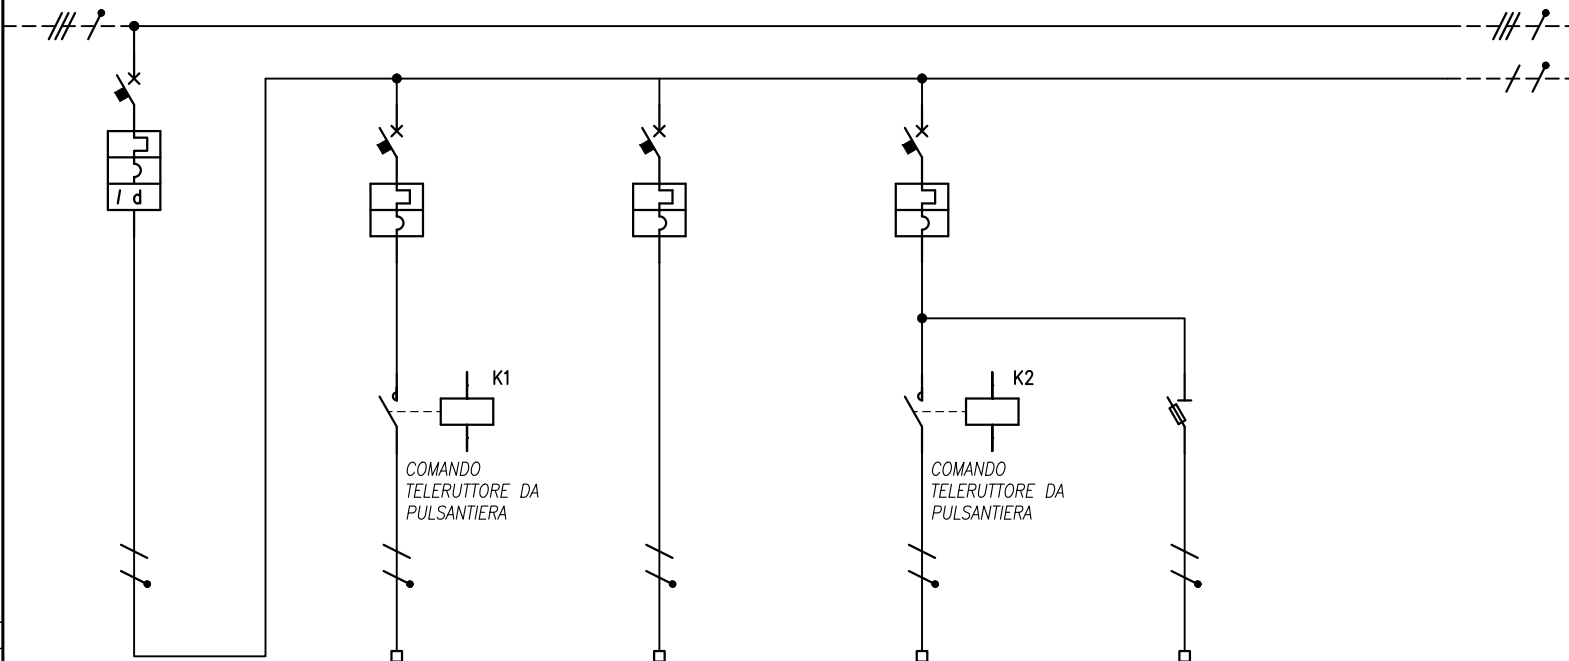 I d
K1
COMANDO
TELERUTTORE DA
PULSANTIERA
K2
COMANDO
TELERUTTORE DA
PULSANTIERA